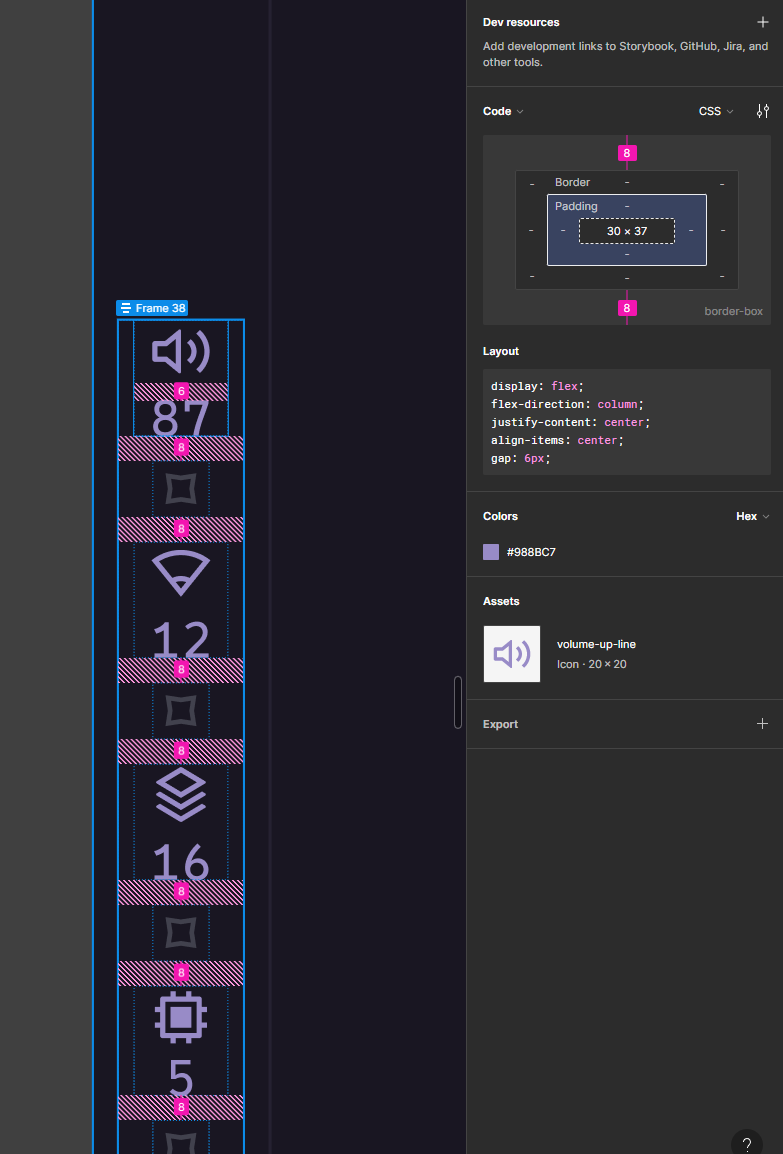 Frame 38
6
87
8
8
12
8
8
16
8
8
5
8
Dev resources
Add development links to Storybook, GitHub, Jira, and
other tools.
Code
CSS
8
- Border - -
Padding -
- - 30 × 37 - -
-
- - -
8
border-box
Layout
display: flex;
flex-direction: column;
justify-content: center;
align-items: center;
gap: 6px;
Colors
Hex
#988BC7
Assets
volume-up-line
Icon · 20 × 20
Export
?